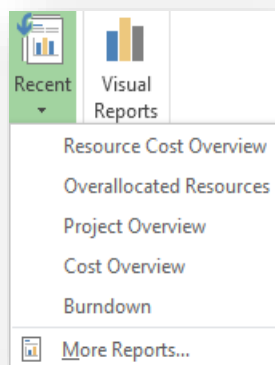 Recent
Visual
Reports
Resource Cost Overview
Overallocated Resources
Project Overview
Cost Overview
Burndown
More Reports...